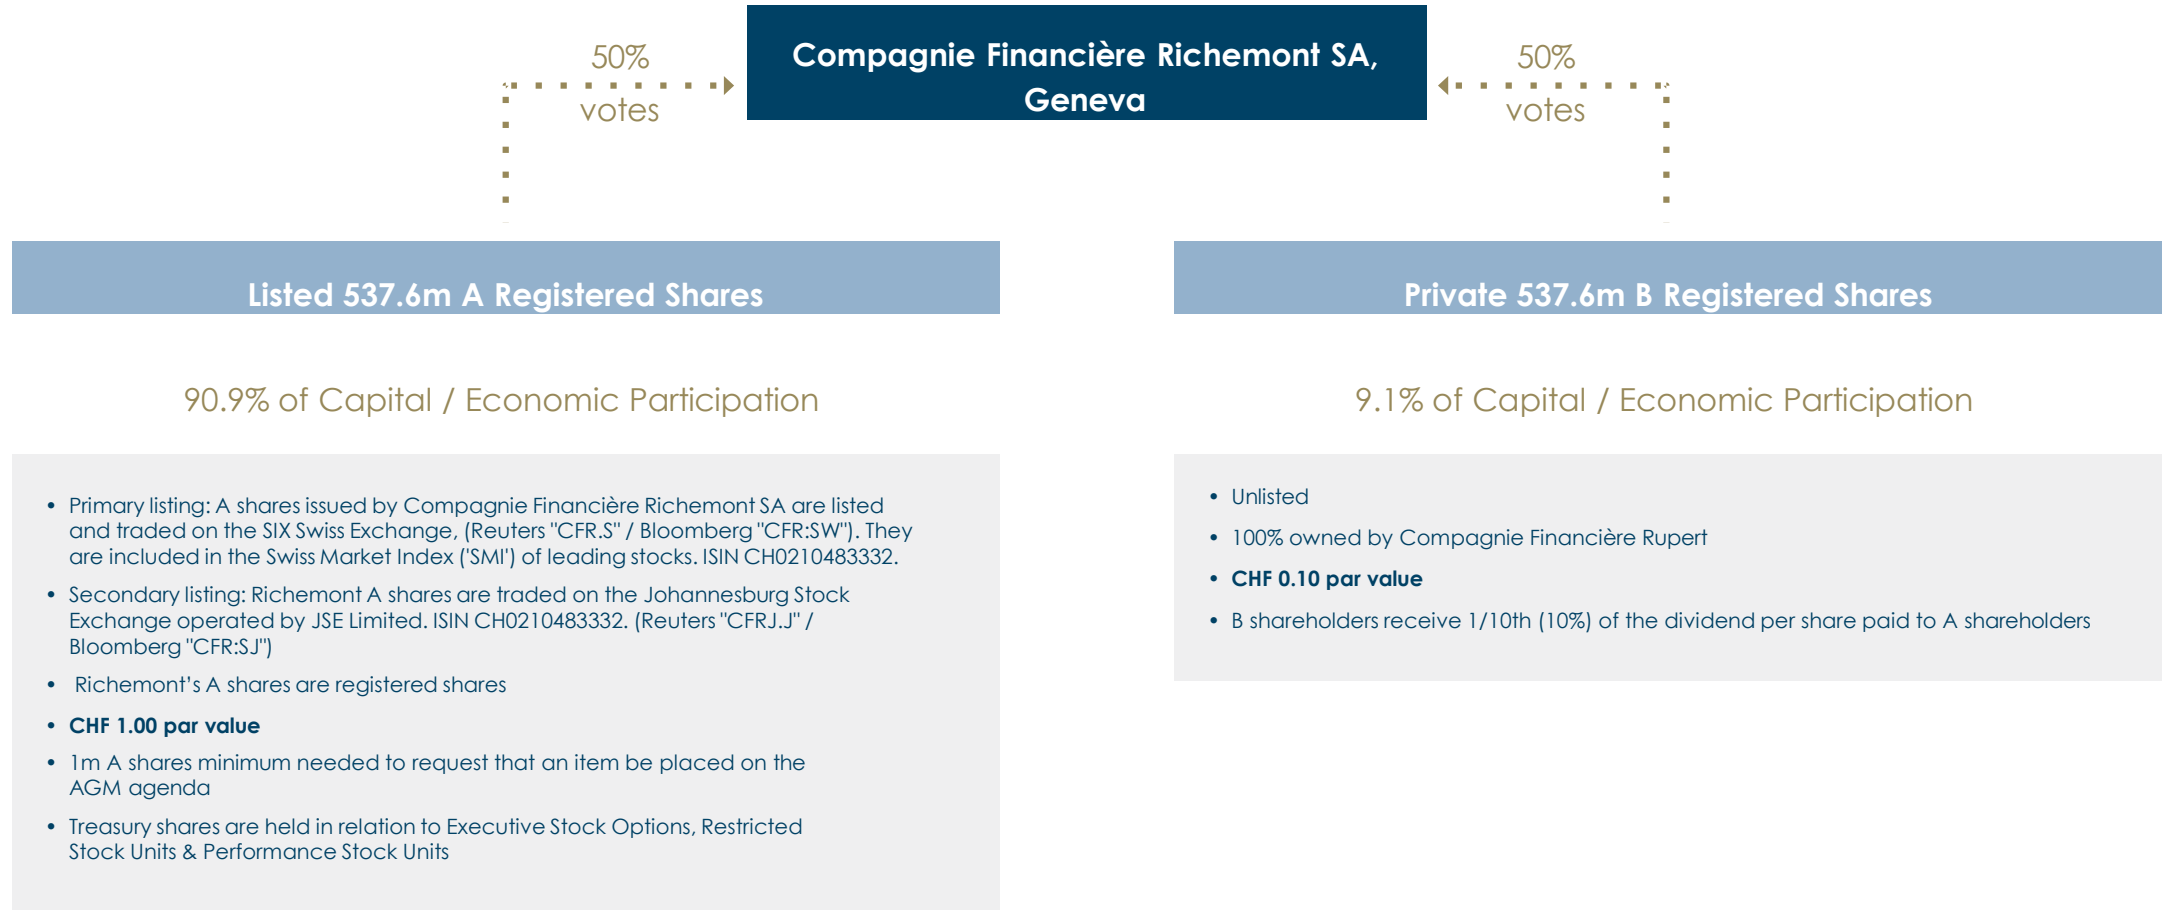 Compagnie Financière Richemont SA,
Geneva
50%
votes
50%
votes
Listed 537.6m A Registered Shares
90.9% of Capital / Economic Participation
• Primary listing: A shares issued by Compagnie Financière Richemont SA are listed
and traded on the SIX Swiss Exchange, (Reuters "CFR.S" / Bloomberg "CFR:SW"). They
are included in the Swiss Market Index ('SMI') of leading stocks. ISIN CH0210483332.
• Secondary listing: Richemont A shares are traded on the Johannesburg Stock
Exchange operated by JSE Limited. ISIN CH0210483332. (Reuters "CFRJ.J" /
Bloomberg "CFR:SJ")
• Richemont’s A shares are registered shares
• CHF 1.00 par value
• 1m A shares minimum needed to request that an item be placed on the
AGM agenda
• Treasury shares are held in relation to Executive Stock Options, Restricted
Stock Units & Performance Stock Units
Private 537.6m B Registered Shares
9.1% of Capital / Economic Participation
• Unlisted
• 100% owned by Compagnie Financière Rupert
• CHF 0.10 par value
• B shareholders receive 1/10th (10%) of the dividend per share paid to A shareholders